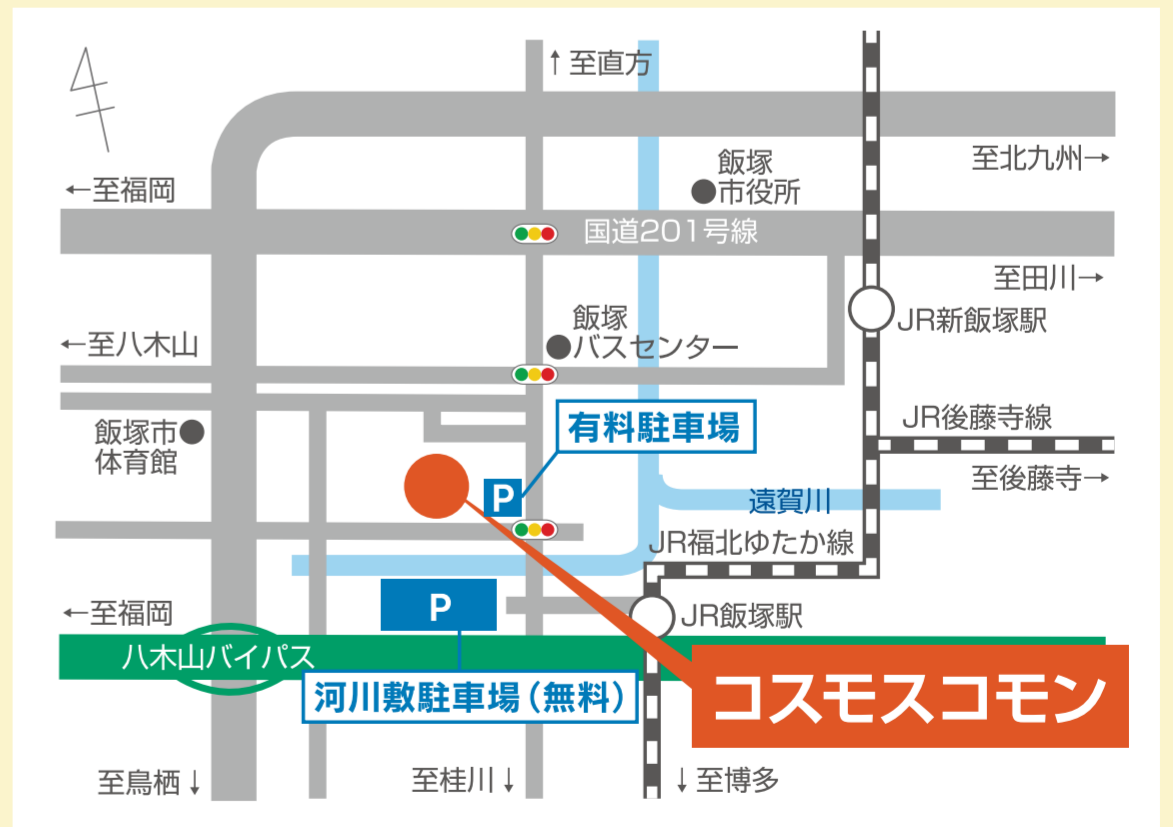 ↑至直方
至北九州→
飯塚
●市役所
←至福岡
国道201号線
至田川→
JR新飯塚駅
飯塚
●バスセンター
←至八木山
有料駐車場
JR後藤寺線
飯塚市●
体育館
至後藤寺→
P
遠賀川
JR福北ゆたか線
P
←至福岡
JR飯塚駅
八木山バイパス
河川敷駐車場(無料)
コスモスコモン
至鳥栖↓
至桂川↓
↓至博多